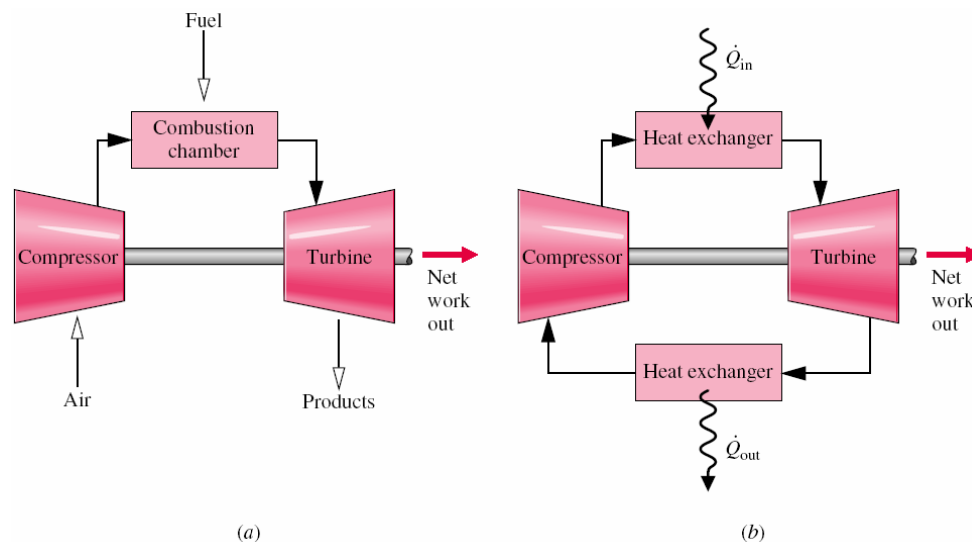 Fuel
Combustion
chamber
Compressor
Turbine
Net
work
out
Air
Products
(a)
Q̇in
Heat exchanger
Compressor
Turbine
Net
work
out
Heat exchanger
Q̇out
(b)